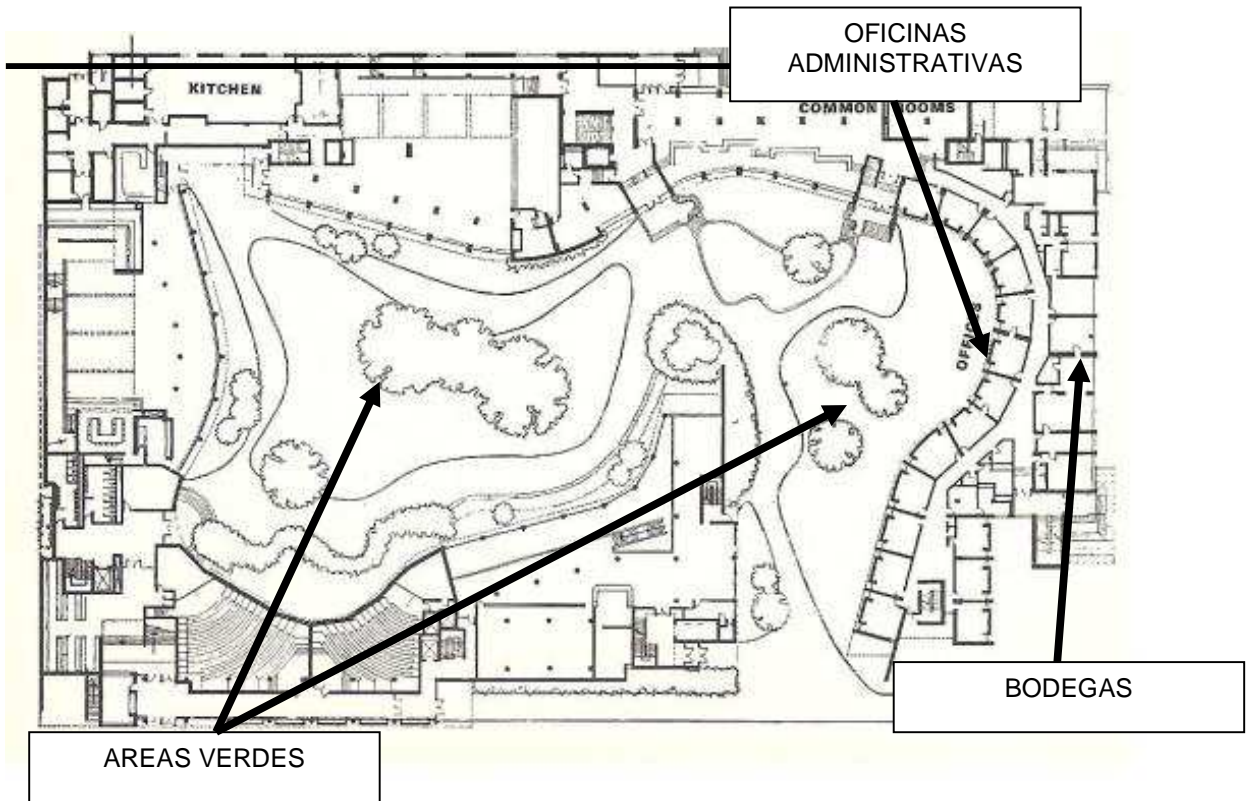 OFICINAS
ADMINISTRATIVAS
KITCHEN
COMMON ROOMS
OFFICES
BODEGAS
AREAS VERDES